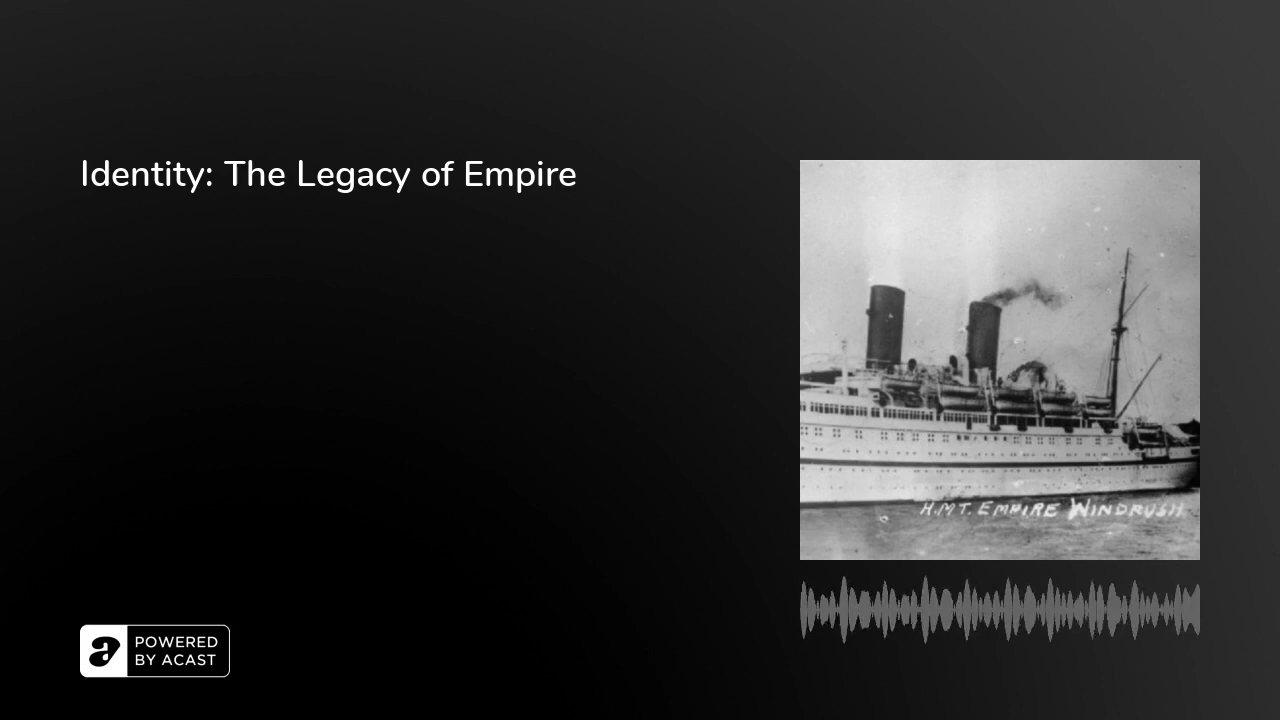 Identity: The Legacy of Empire
H.M.T. EMPIRE WINDRUSH
a POWERED
BY ACAST